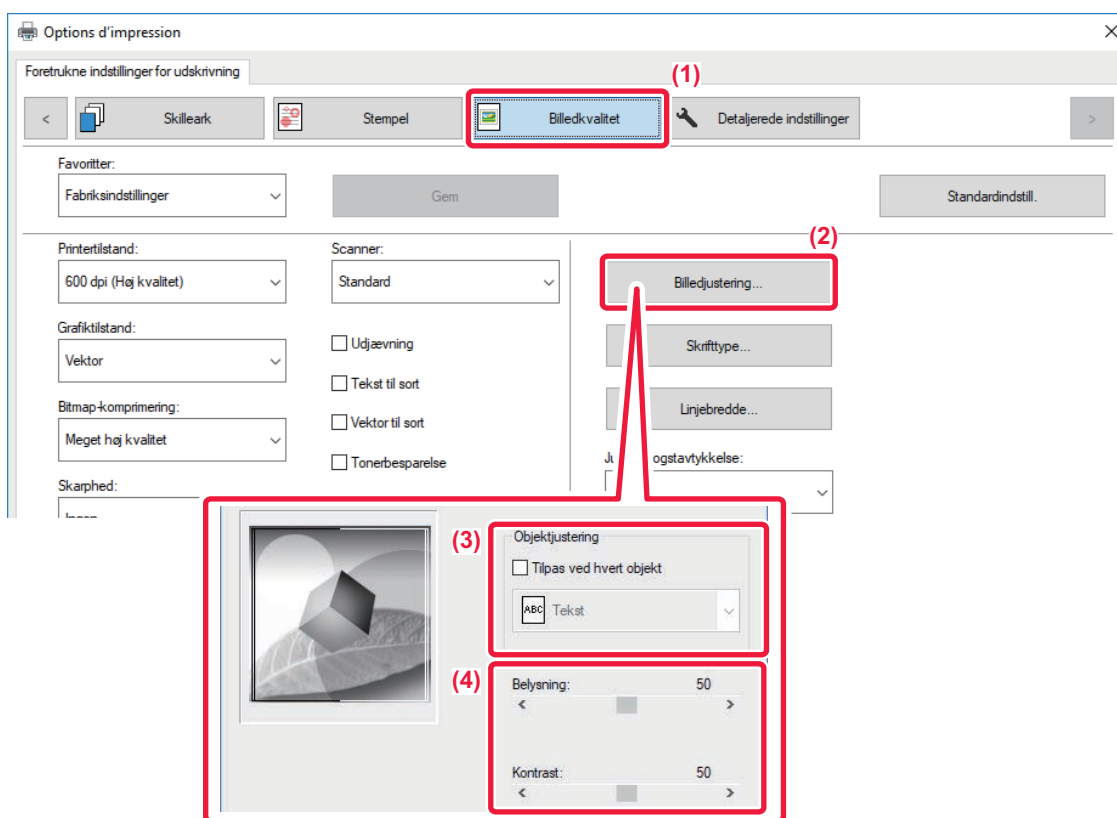 Options d'impression
Foretrukne indstillinger for udskrivning
(1)
< Skilleark Stempel Billedkvalitet Detaljerede indstillinger >
Favoritter:
Fabriksindstillinger Gem Standardindstill.
(2)
Printertilstand: Scanner:
600 dpi (Høj kvalitet) Standard Billedjustering...
Grafiktilstand:
Vektor Udjævning Skrifttype...
Tekst til sort
Bitmap-komprimering:
Meget høj kvalitet Vektor til sort Linjebredde...
Tonerbesparelse
Skarphed:
(3) Objektjustering
Tilpas ved hvert objekt
ABC Tekst
(4) Belysning: 50
< >
Kontrast: 50
< >